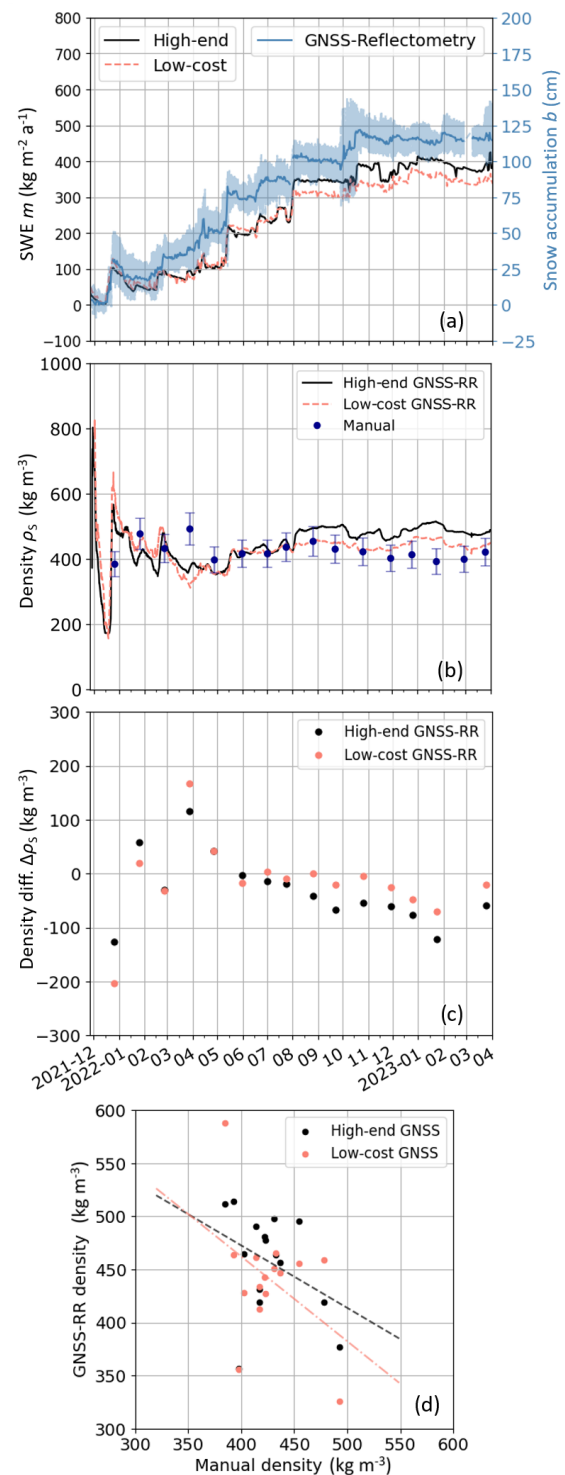 800
700
600
500
400
300
200
100
0
−100
SWE m (kg m-2 a-1)
High-end
Low-cost
GNSS-Reflectometry
200
175
150
125
100
75
50
25
0
−25
Snow accumulation b (cm)
(a)
1000
800
600
400
200
0
Density ρs (kg m-3)
High-end GNSS-RR
Low-cost GNSS-RR
Manual
(b)
300
200
100
0
−100
−200
−300
Density diff. Δρs (kg m-3)
High-end GNSS-RR
Low-cost GNSS-RR
(c)
2021-12
2022-01
02
03
04
05
06
07
08
09
10
11
12
2023-01
02
03
04
600
550
500
450
400
350
300
GNSS-RR density (kg m-3)
High-end GNSS
Low-cost GNSS
(d)
300 350 400 450 500 550 600
Manual density (kg m-3)